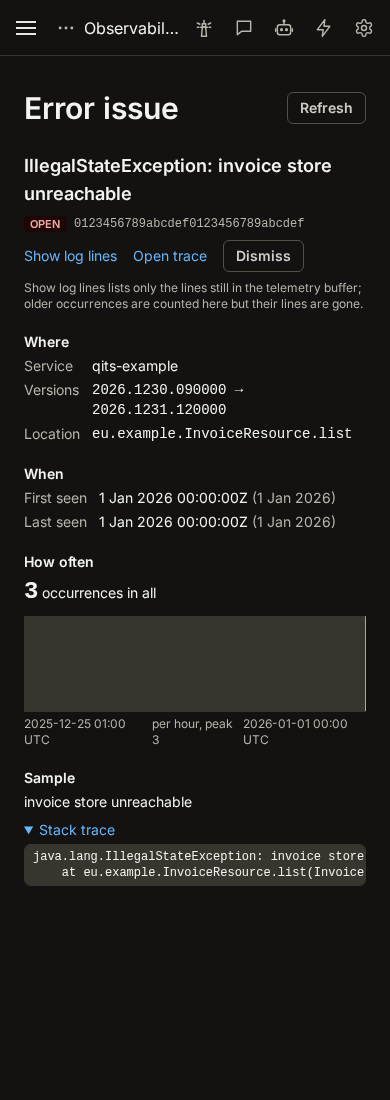 Observabil...
Error issue
Refresh
IllegalStateException: invoice store
unreachable
OPEN 0123456789abcdef0123456789abcdef
Show log lines Open trace Dismiss
Show log lines lists only the lines still in the telemetry buffer;
older occurrences are counted here but their lines are gone.
Where
Service qits-example
Versions 2026.1230.090000 →
2026.1231.120000
Location eu.example.InvoiceResource.list
When
First seen 1 Jan 2026 00:00:00Z (1 Jan 2026)
Last seen 1 Jan 2026 00:00:00Z (1 Jan 2026)
How often
3 occurrences in all
2025-12-25 01:00 per hour, peak 2026-01-01 00:00
UTC 3 UTC
Sample
invoice store unreachable
▼ Stack trace
java.lang.IllegalStateException: invoice store
at eu.example.InvoiceResource.list(Invoice